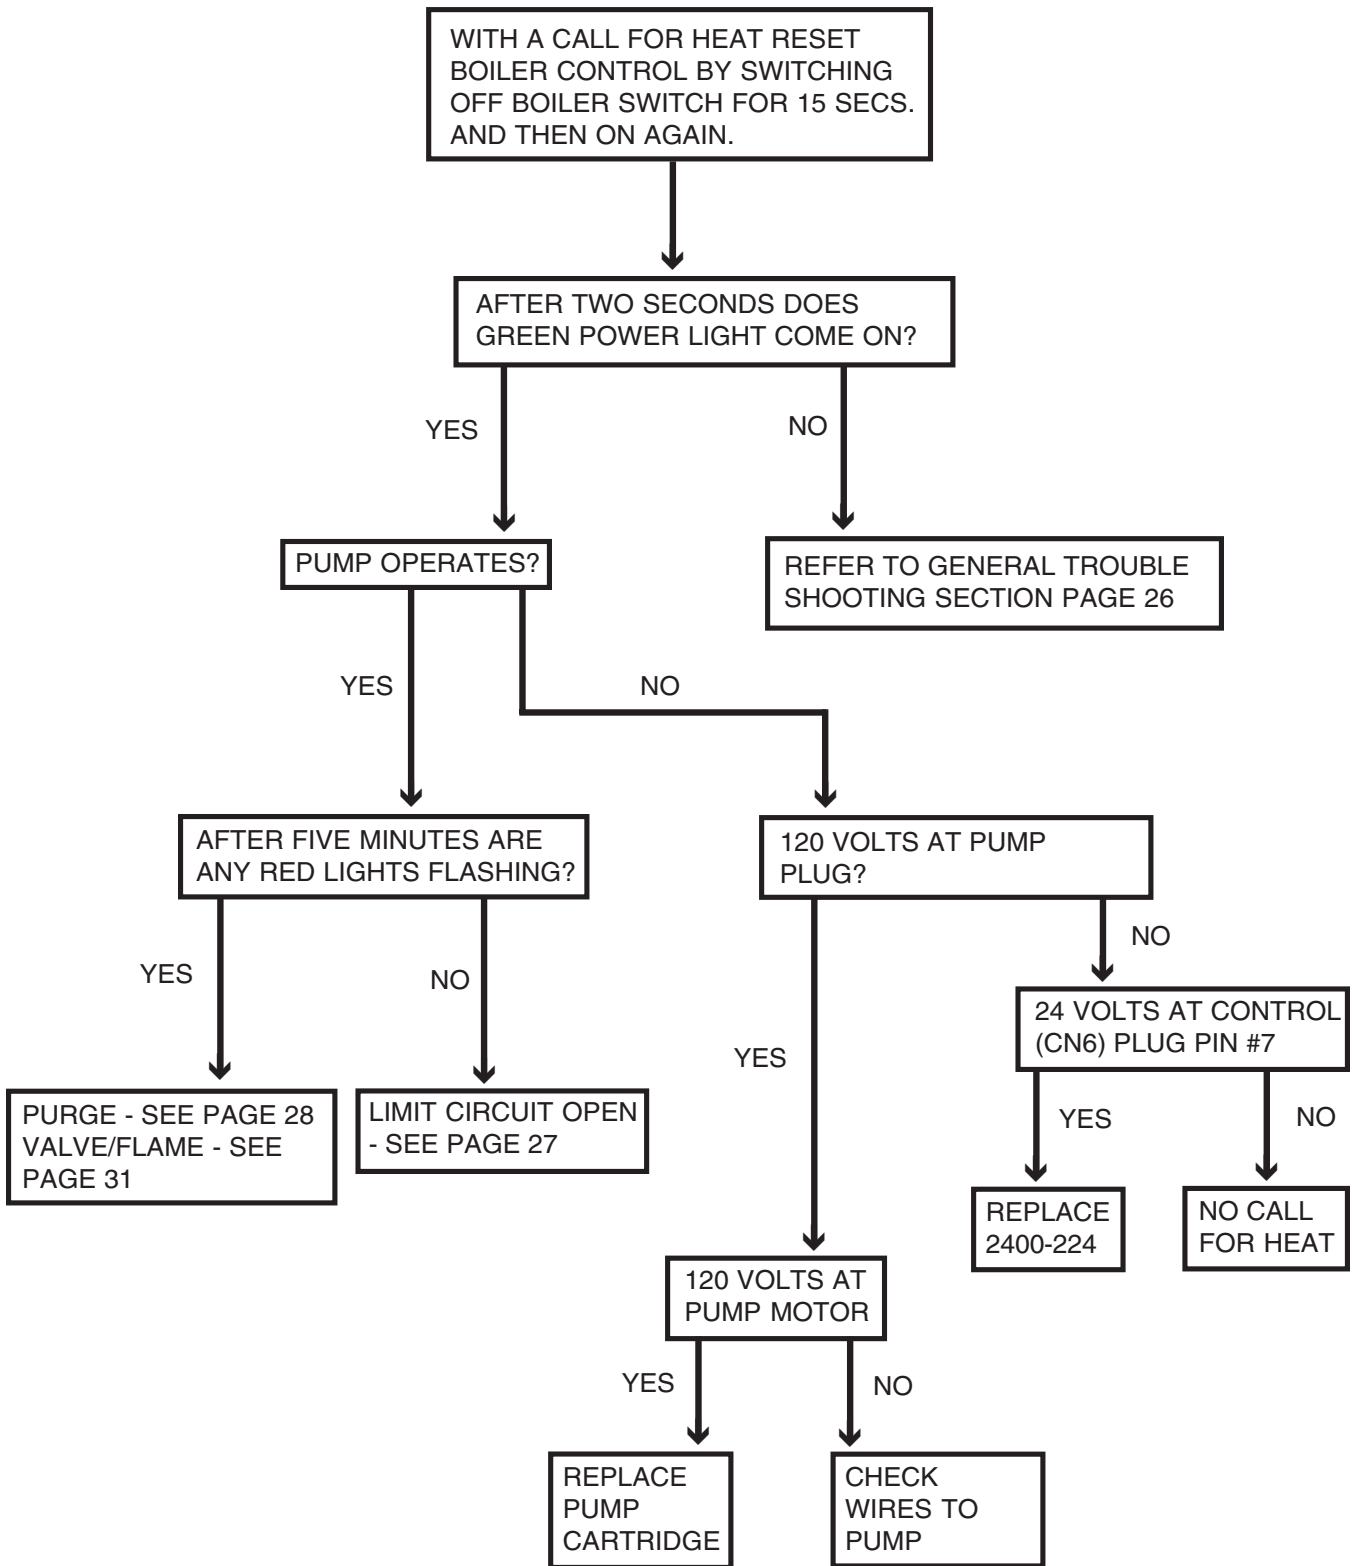 WITH A CALL FOR HEAT RESET
BOILER CONTROL BY SWITCHING
OFF BOILER SWITCH FOR 15 SECS.
AND THEN ON AGAIN.
AFTER TWO SECONDS DOES
GREEN POWER LIGHT COME ON?
YES
NO
PUMP OPERATES?
REFER TO GENERAL TROUBLE
SHOOTING SECTION PAGE 26
YES
NO
AFTER FIVE MINUTES ARE
ANY RED LIGHTS FLASHING?
120 VOLTS AT PUMP
PLUG?
YES
NO
YES
NO
PURGE - SEE PAGE 28
VALVE/FLAME - SEE
PAGE 31
LIMIT CIRCUIT OPEN
- SEE PAGE 27
24 VOLTS AT CONTROL
(CN6) PLUG PIN #7
YES
NO
REPLACE
2400-224
NO CALL
FOR HEAT
120 VOLTS AT
PUMP MOTOR
YES
NO
REPLACE
PUMP
CARTRIDGE
CHECK
WIRES TO
PUMP